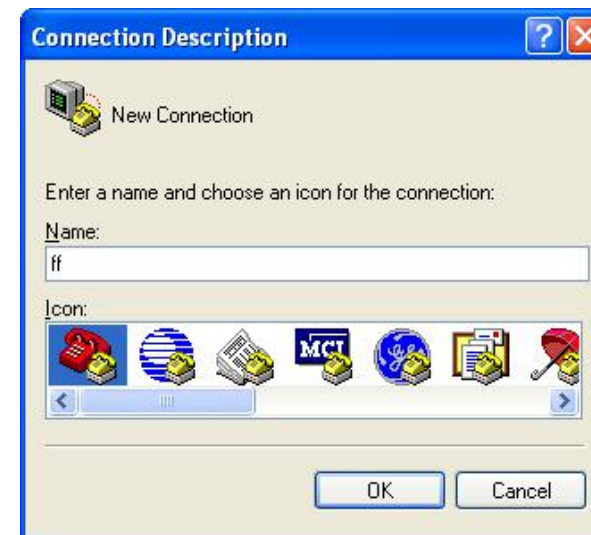 Connection Description
New Connection
Enter a name and choose an icon for the connection:
Name:
ff
Icon:
MCI
OK Cancel